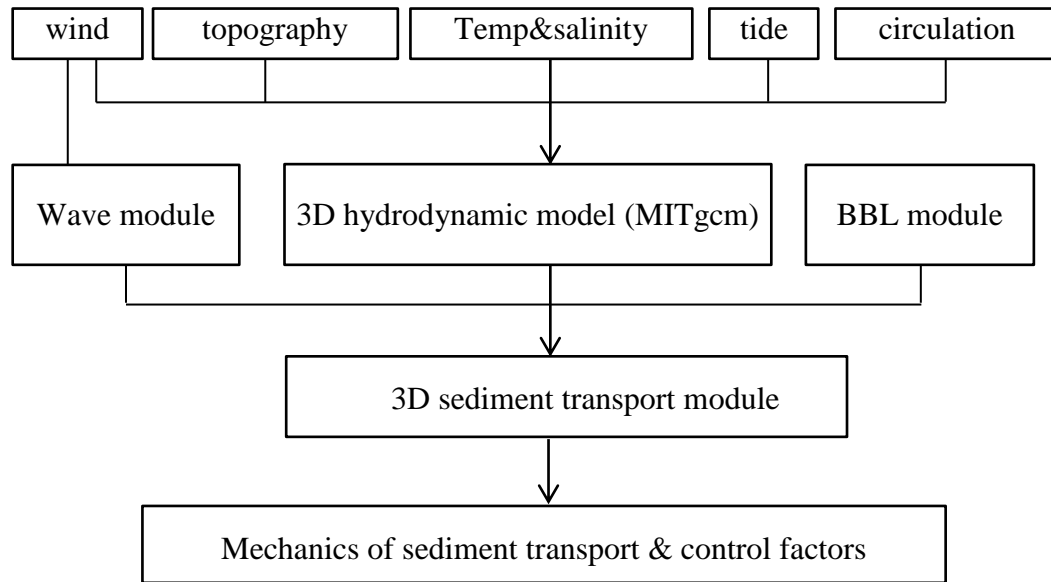 wind
topography
Temp&salinity
tide
circulation
Wave module
3D hydrodynamic model (MITgcm)
BBL module
3D sediment transport module
Mechanics of sediment transport & control factors